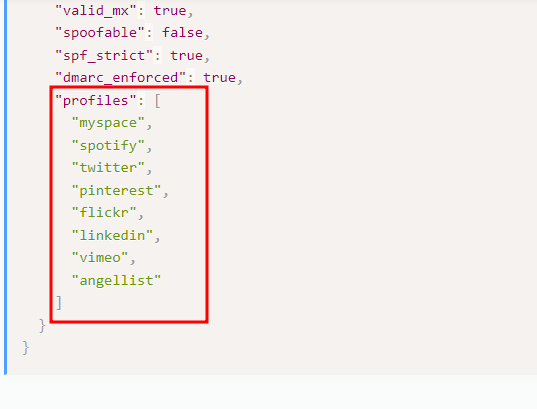 "valid_mx": true,
"spoofable": false,
"spf_strict": true,
"dmarc_enforced": true,
"profiles": [
"myspace",
"spotify",
"twitter",
"pinterest",
"flickr",
"linkedin",
"vimeo",
"angellist"
]
}
}